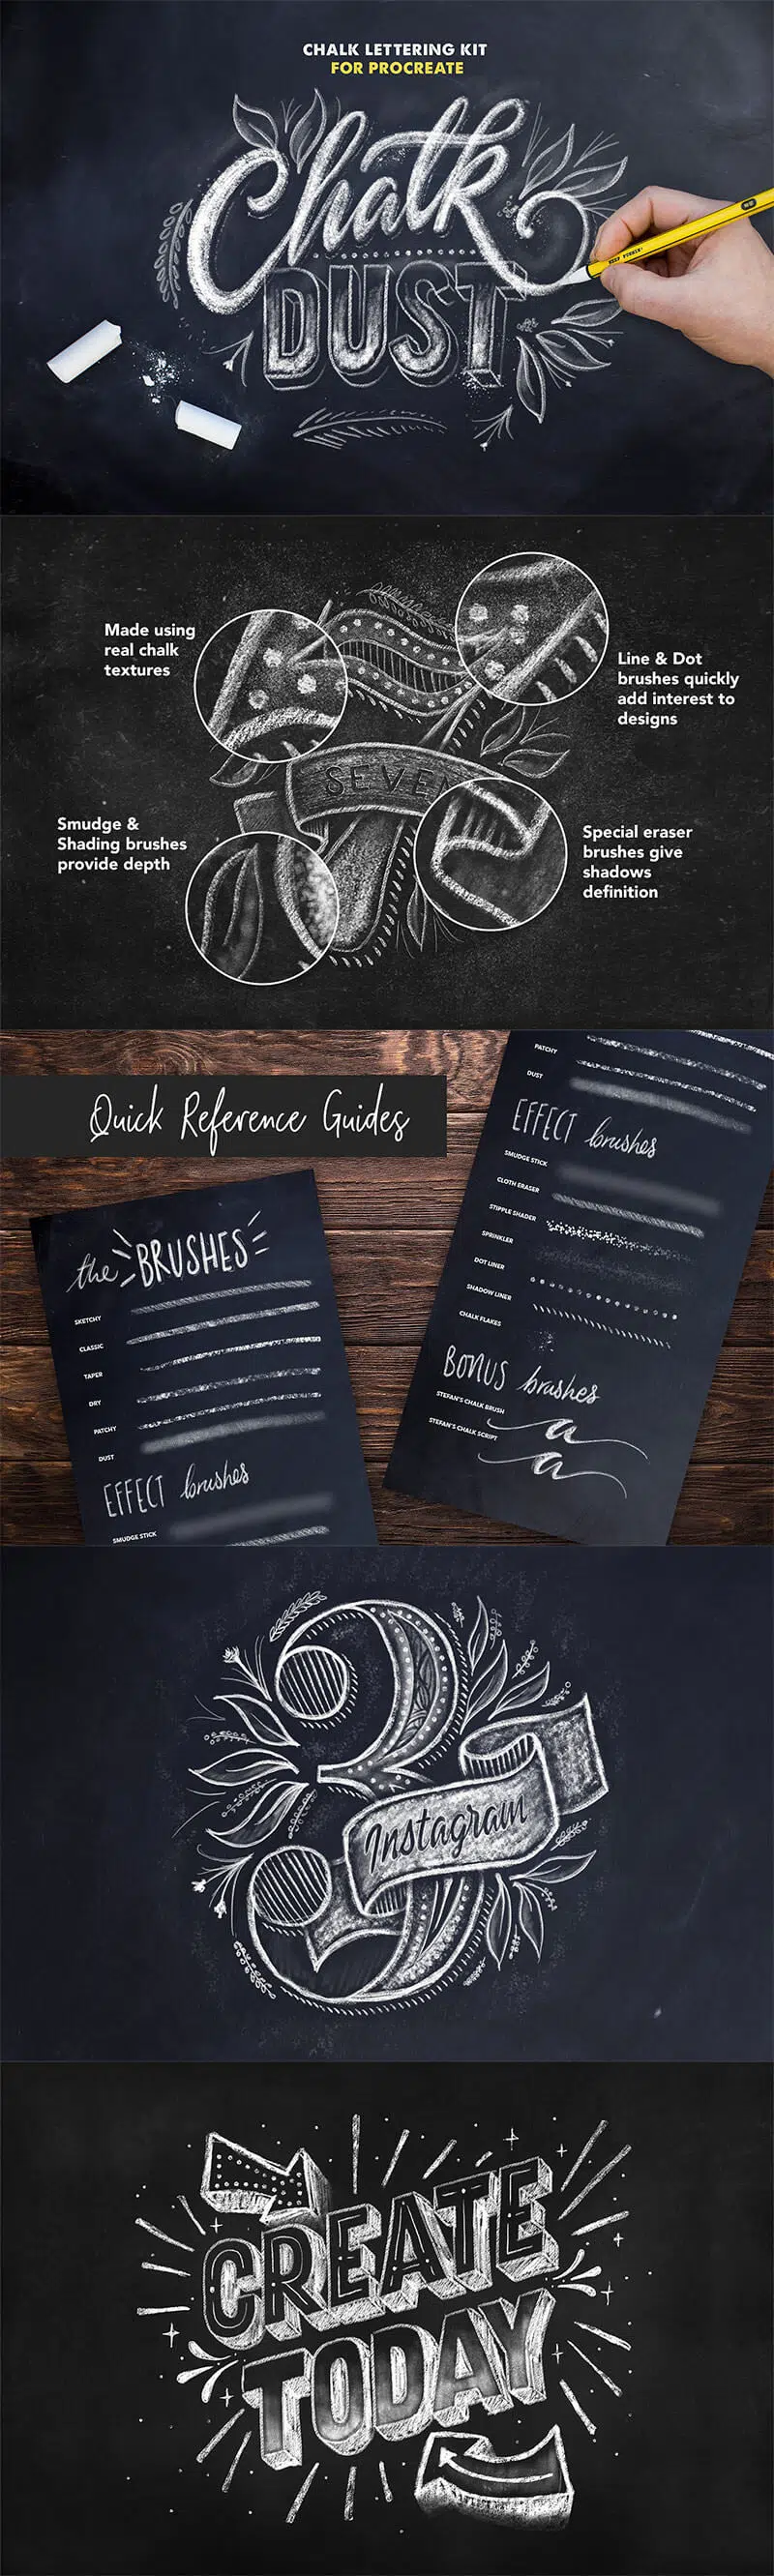 CHALK LETTERING KIT
FOR PROCREATE
Chalk
DUST
Made using
real chalk
textures
Line & Dot
brushes quickly
add interest to
designs
SEVEN
Smudge &
Shading brushes
provide depth
Special eraser
brushes give
shadows
definition
Quick Reference Guides
the BRUSHES
SKETCHY
CLASSIC
TAPER
DRY
PATCHY
DUST
EFFECT brushes
SMUDGE STICK
PATCHY
DUST
EFFECT brushes
SMUDGE STICK
CLOTH ERASER
STIPPLE SHADER
SPRINKLER
DOT LINER
SHADOW LINER
CHALK FLAKES
BONUS brushes
STEFAN'S CHALK BRUSH
a
STEFAN'S CHALK SCRIPT
a
3
Instagram
CREATE
TODAY